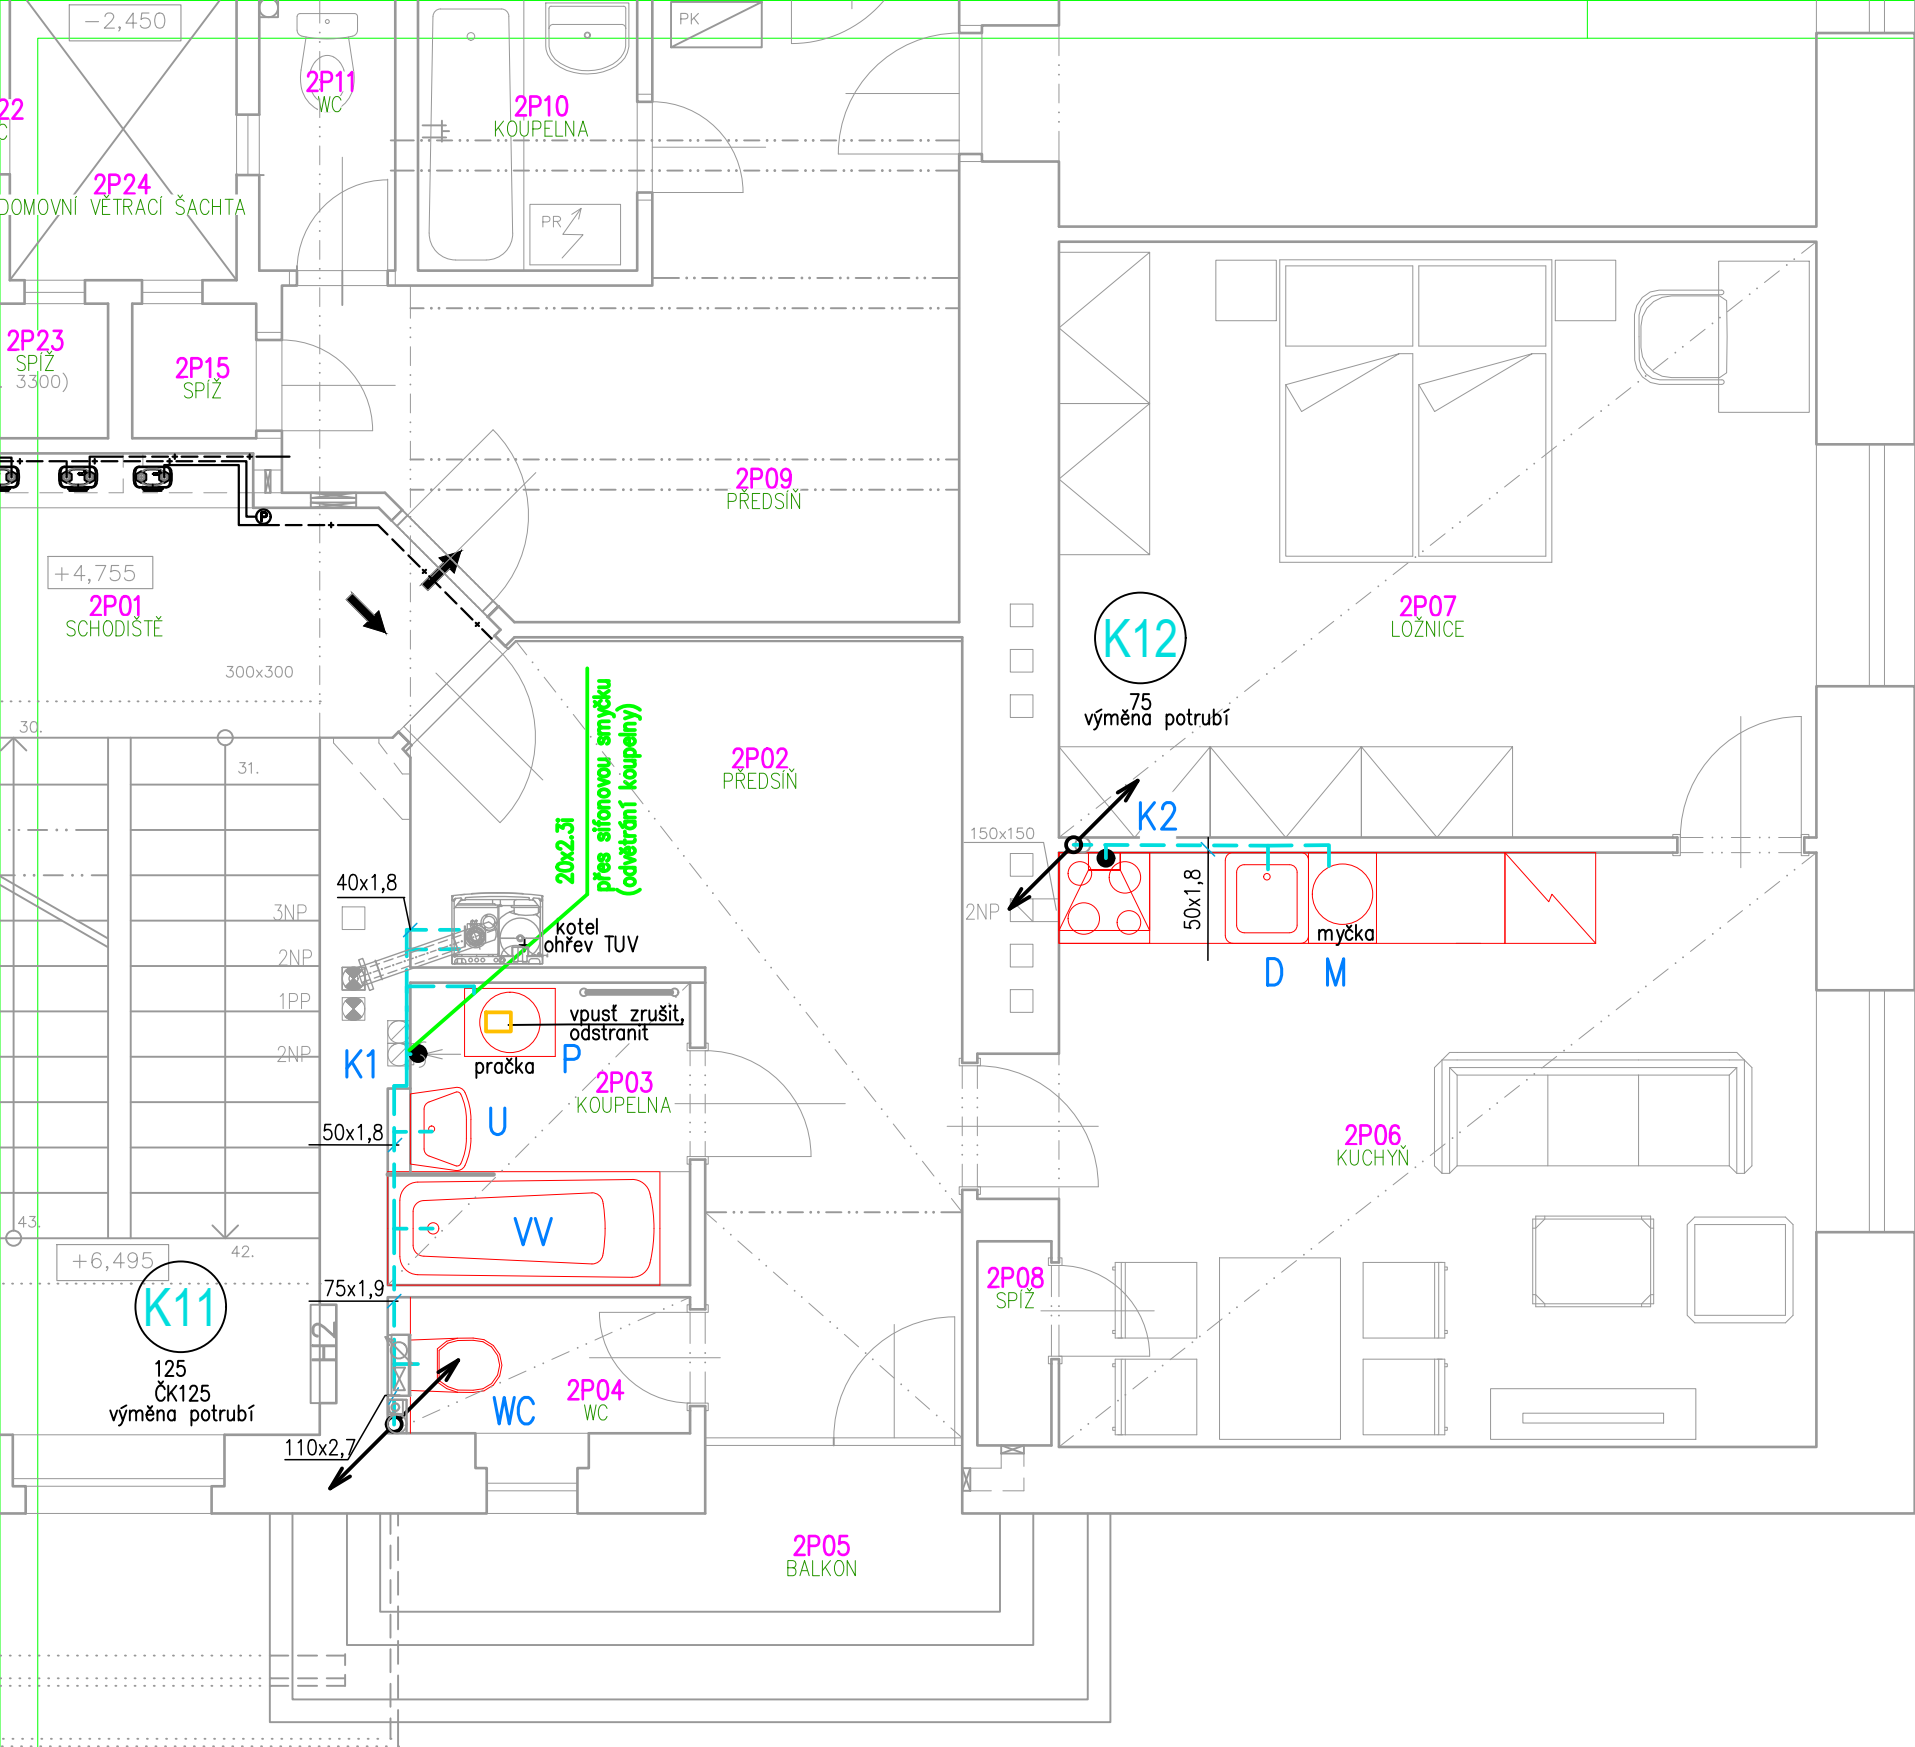 -2,450
PK
2P11
WC
2P10
KOUPELNA
22
C
2P24
DOMOVNÍ VĚTRACÍ ŠACHTA
PR
2P23
SPÍŽ
3300)
2P15
SPÍŽ
2P09
PŘEDSÍŇ
P
+4,755
2P01
SCHODIŠTĚ
2P07
LOŽNICE
K12
75
výměna potrubí
300x300
přes sifonovou smyčku
(odvětrání koupelny)
20x2.3i
30.
31.
2P02
PŘEDSÍŇ
K2
150x150
40x1,8
3NP
2NP
50x1,8
kotel
ohřev TUV
myčka
D
M
2NP
1PP
2NP
vpusť zrušit,
odstranit
K1
pračka
P
2P03
KOUPELNA
U
50x1,8
2P06
KUCHYŇ
43.
42.
VV
+6,495
75x1,9
2P08
SPÍŽ
K11
H2
125
ČK125
výměna potrubí
2P04
WC
WC
110x2,7
2P05
BALKON